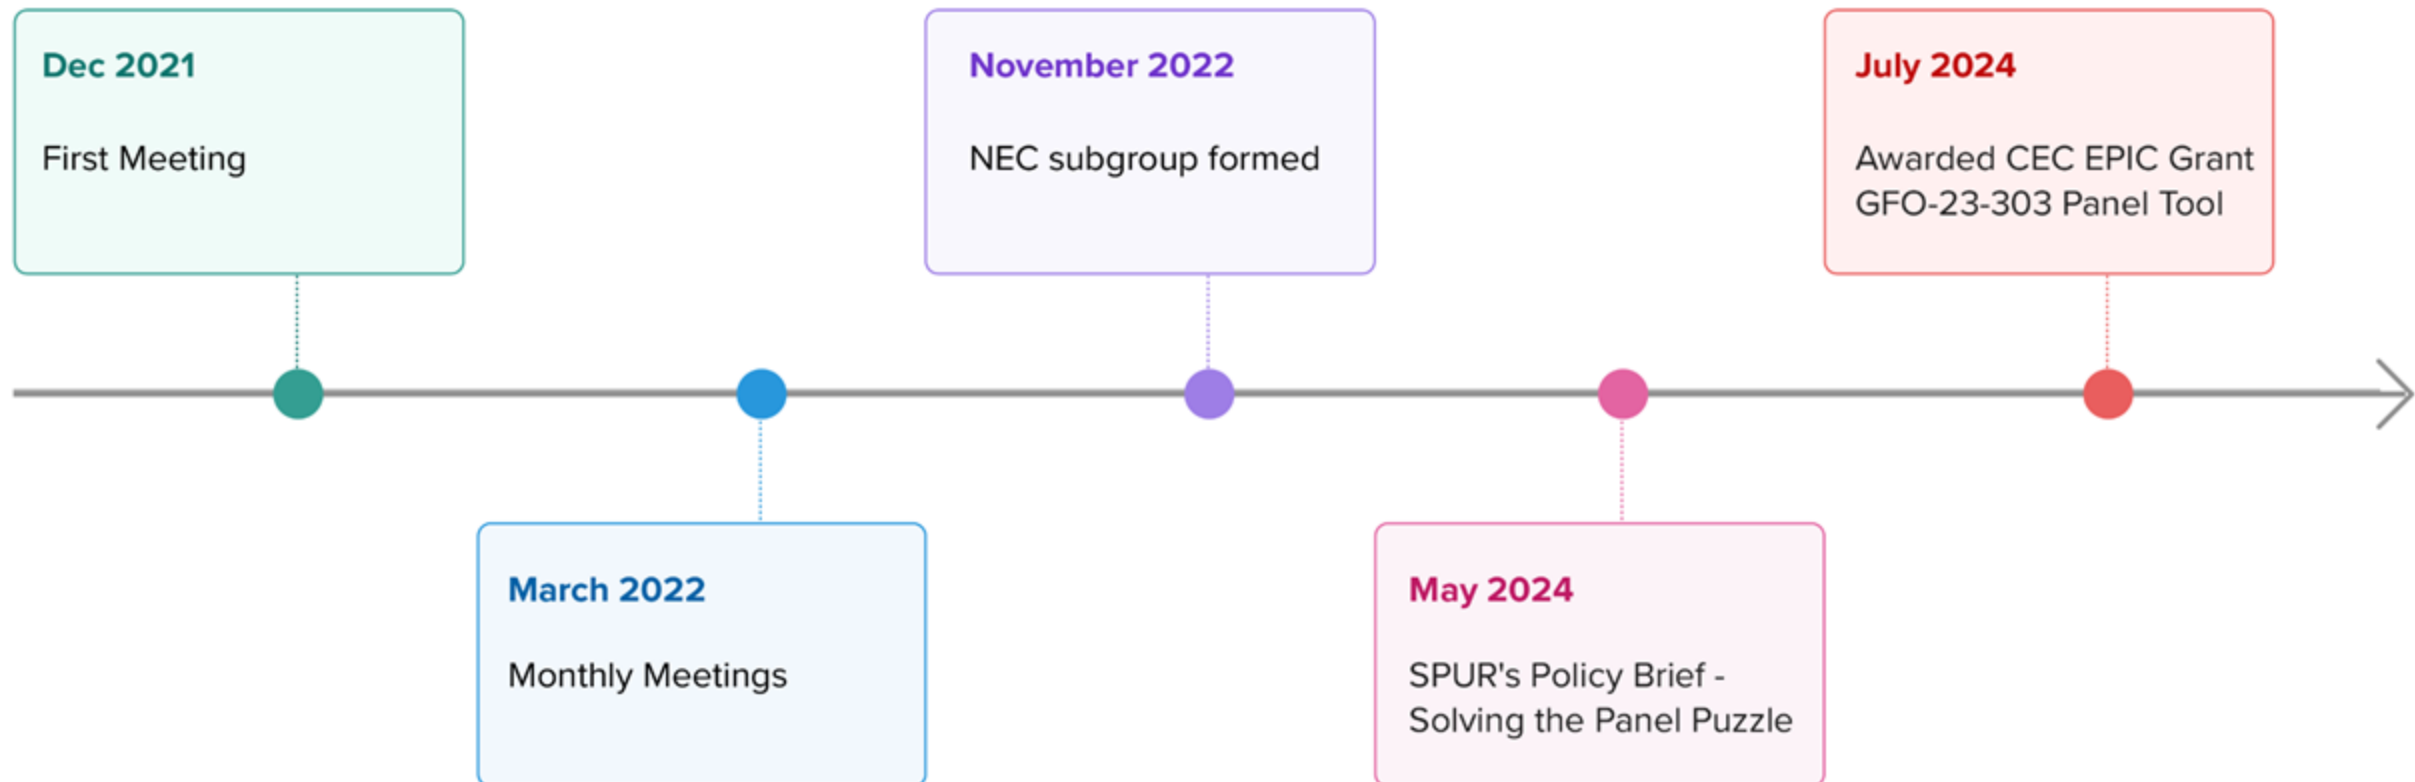 Dec 2021
First Meeting
March 2022
Monthly Meetings
November 2022
NEC subgroup formed
May 2024
SPUR's Policy Brief -
Solving the Panel Puzzle
July 2024
Awarded CEC EPIC Grant
GFO-23-303 Panel Tool